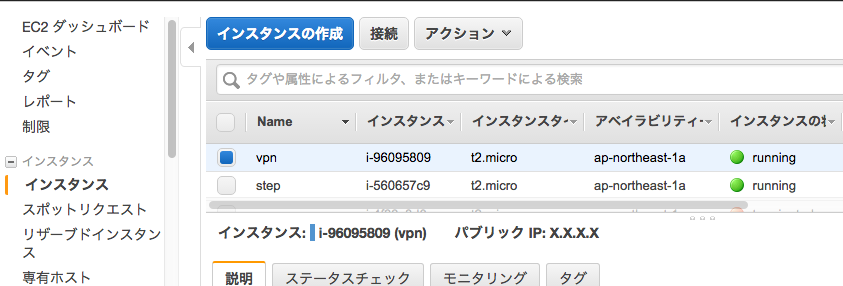 EC2 ダッシュボード
イベント
タグ
レポート
制限
インスタンス
インスタンス
スポットリクエスト
リザーブドインスタン
ス
専有ホスト
インスタンスの作成 接続 アクション
タグや属性によるフィルタ、またはキーワードによる検索
Name インスタンス インスタンスター アベイラビリティー インスタンスの
vpn i-96095809 t2.micro ap-northeast-1a running
step i-560657c9 t2.micro ap-northeast-1a running
インスタンス: i-96095809 (vpn) パブリック IP: X.X.X.X
説明 ステータスチェック モニタリング タグ